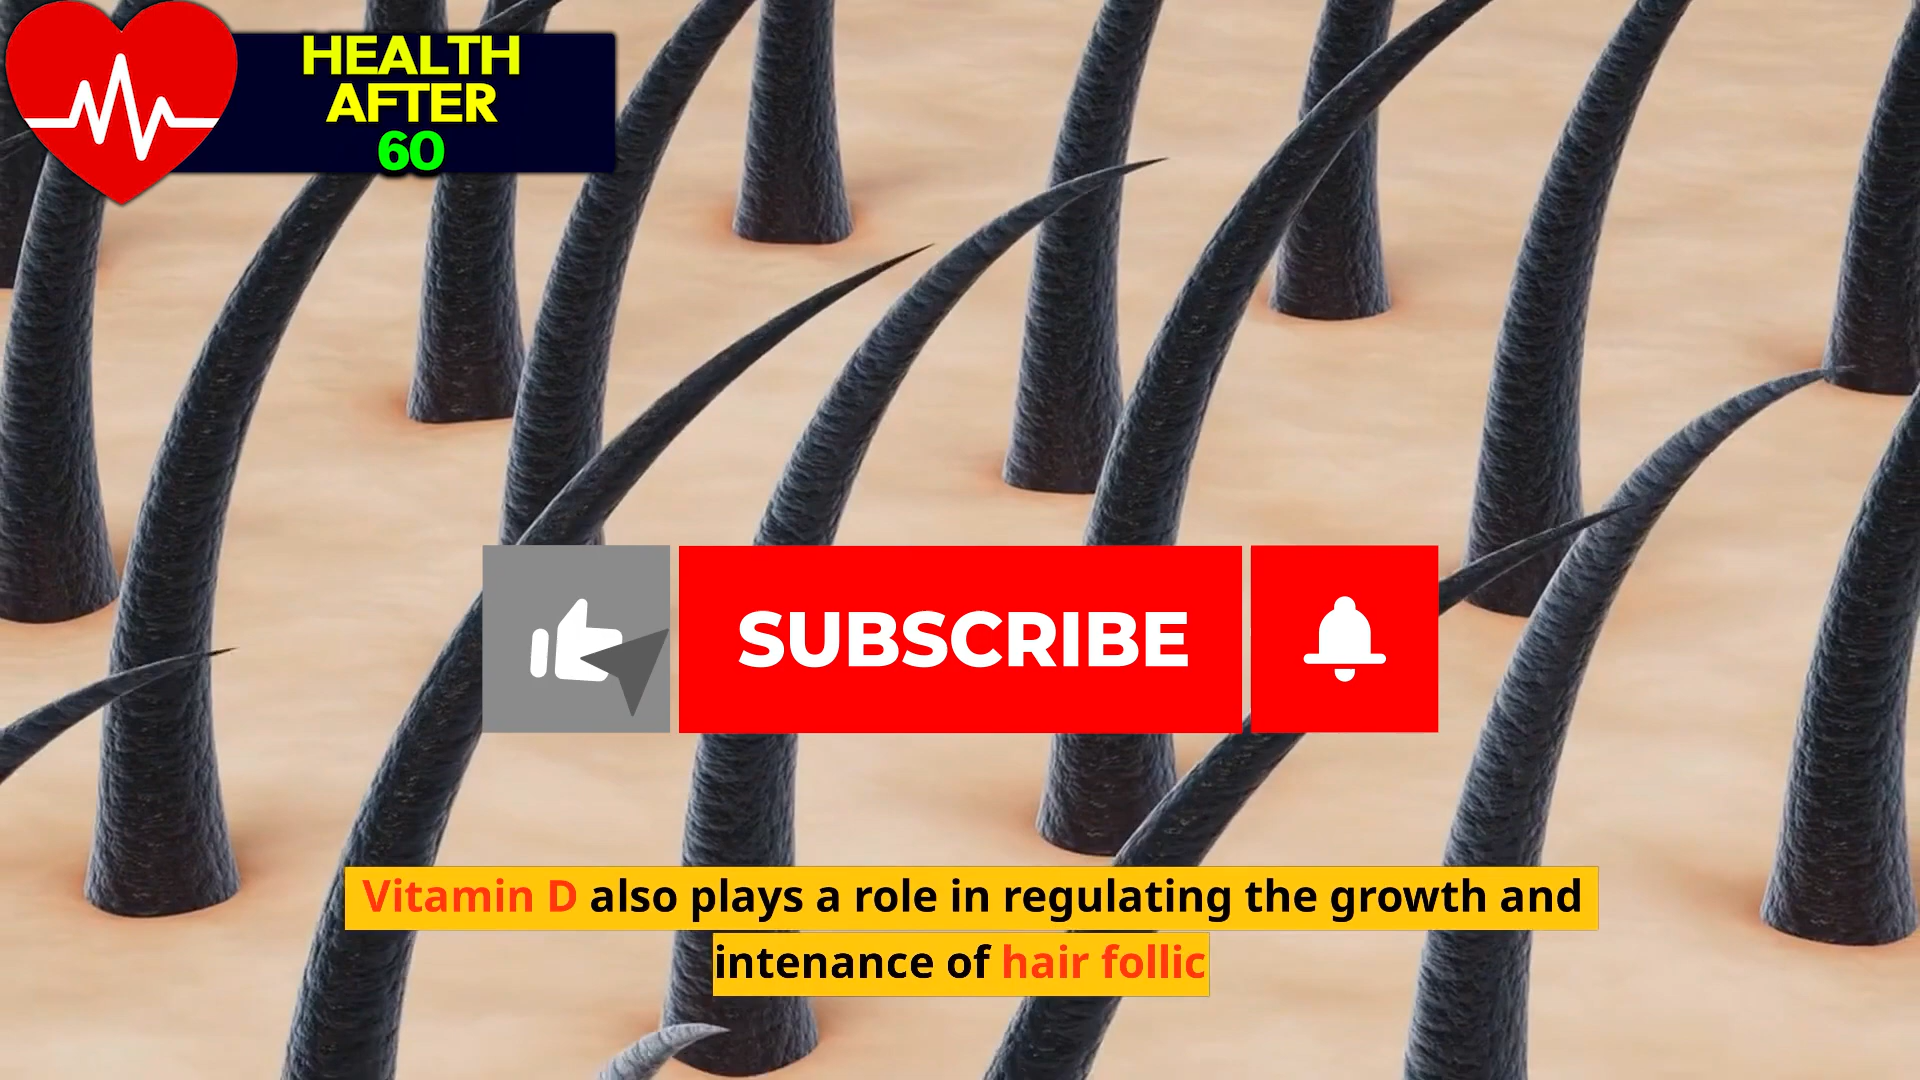 HEALTH
AFTER
60
SUBSCRIBE
Vitamin D also plays a role in regulating the growth and
intenance of hair follic